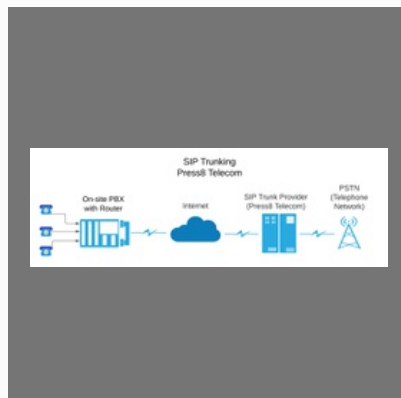 SIP Trunking
Press8 Telecom
On-site PBX
with Router
Internet
SIP Trunk Provider
(Press8 Telecom)
PSTN
(Telephone
Network)